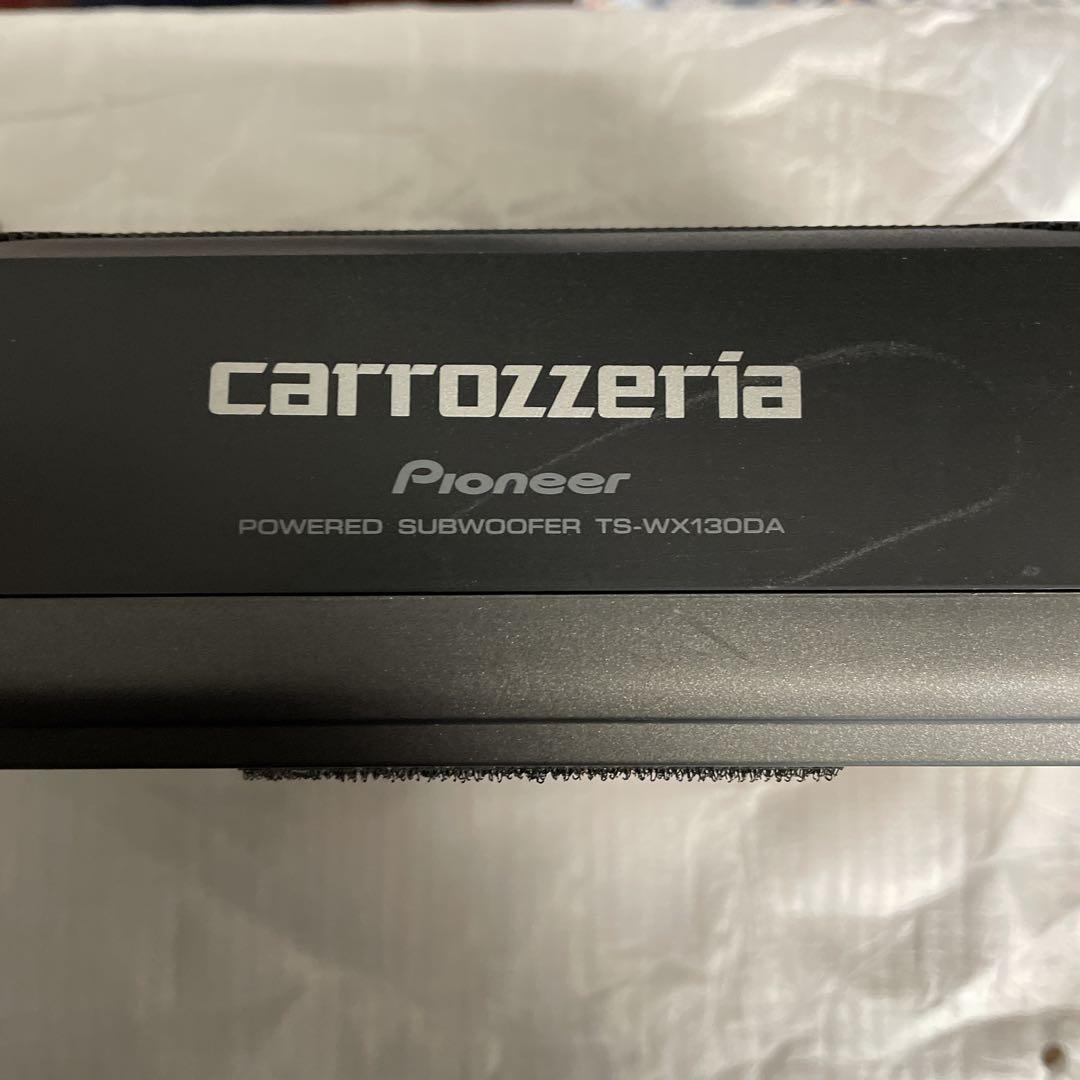 carrozzeria
Pioneer
POWERED SUBWOOFER TS-WX130DA